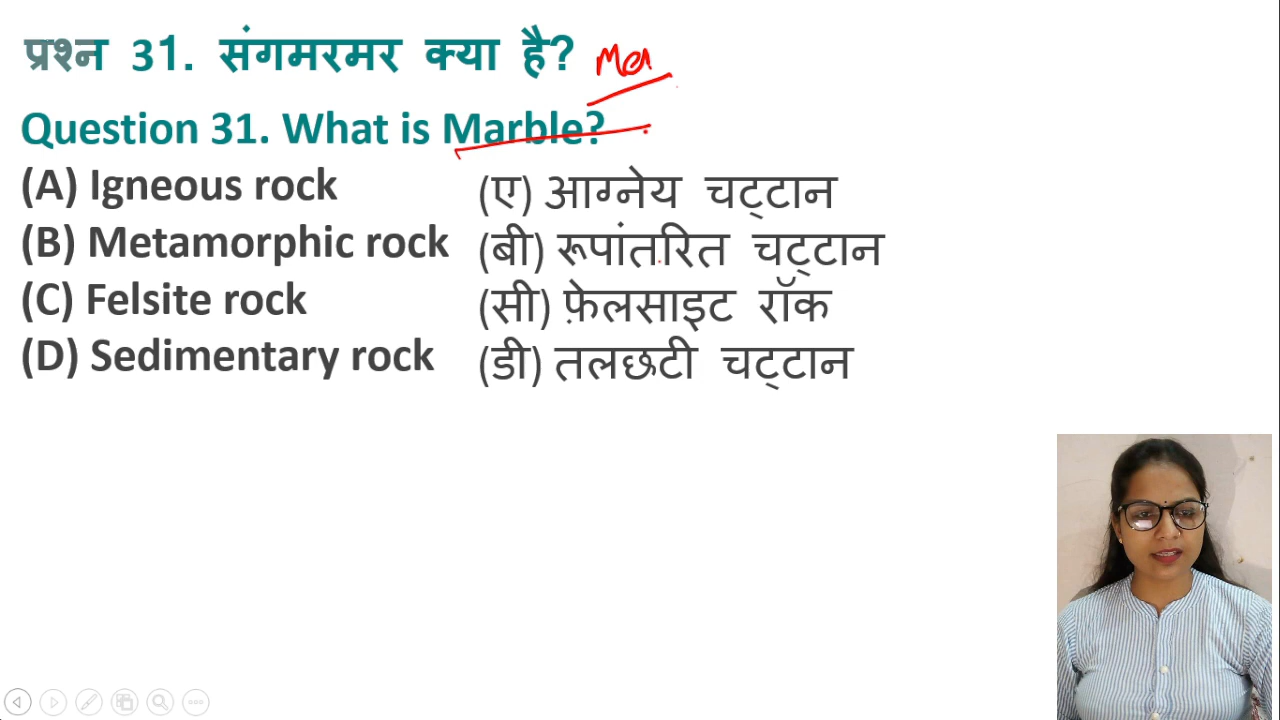 प्रश्न 31. संगमरमर क्या है? Mea
Question 31. What is Marble?
(A) Igneous rock (ए) आग्नेय चट्टान
(B) Metamorphic rock (बी) रूपांतरित चट्टान
(C) Felsite rock (सी) फ़ेलसाइट रॉक
(D) Sedimentary rock (डी) तलछटी चट्टान